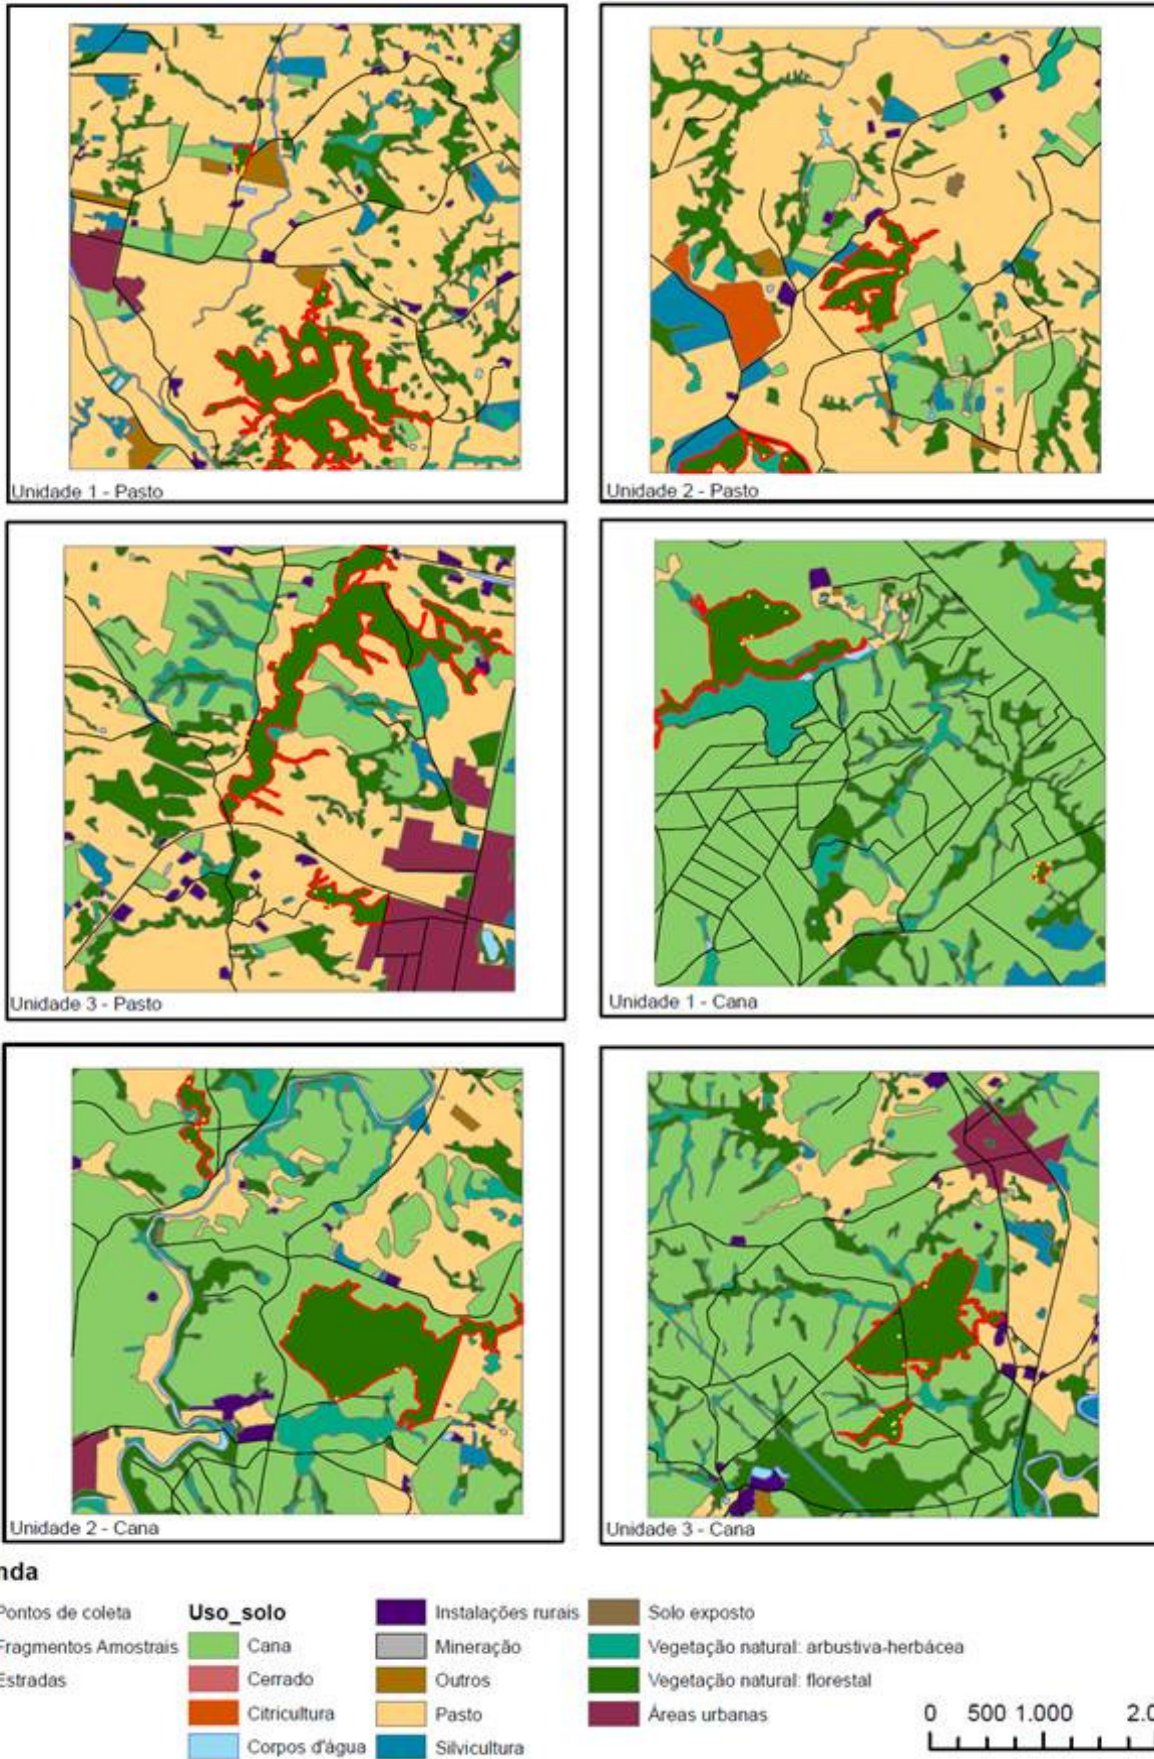 Unidade 1 - Pasto
Unidade 2 - Pasto
Unidade 3 - Pasto
Unidade 1 - Cana
Unidade 2 - Cana
Unidade 3 - Cana
nda
Pontos de coleta
Fragmentos Amostrais
Estradas
Uso_solo
Cana
Cerrado
Citricultura
Corpos d'água
Instalações rurais
Mineração
Outros
Pasto
Silvicultura
Solo exposto
Vegetação natural: arbustiva-herbácea
Vegetação natural: florestal
Áreas urbanas
0 500 1.000 2.0